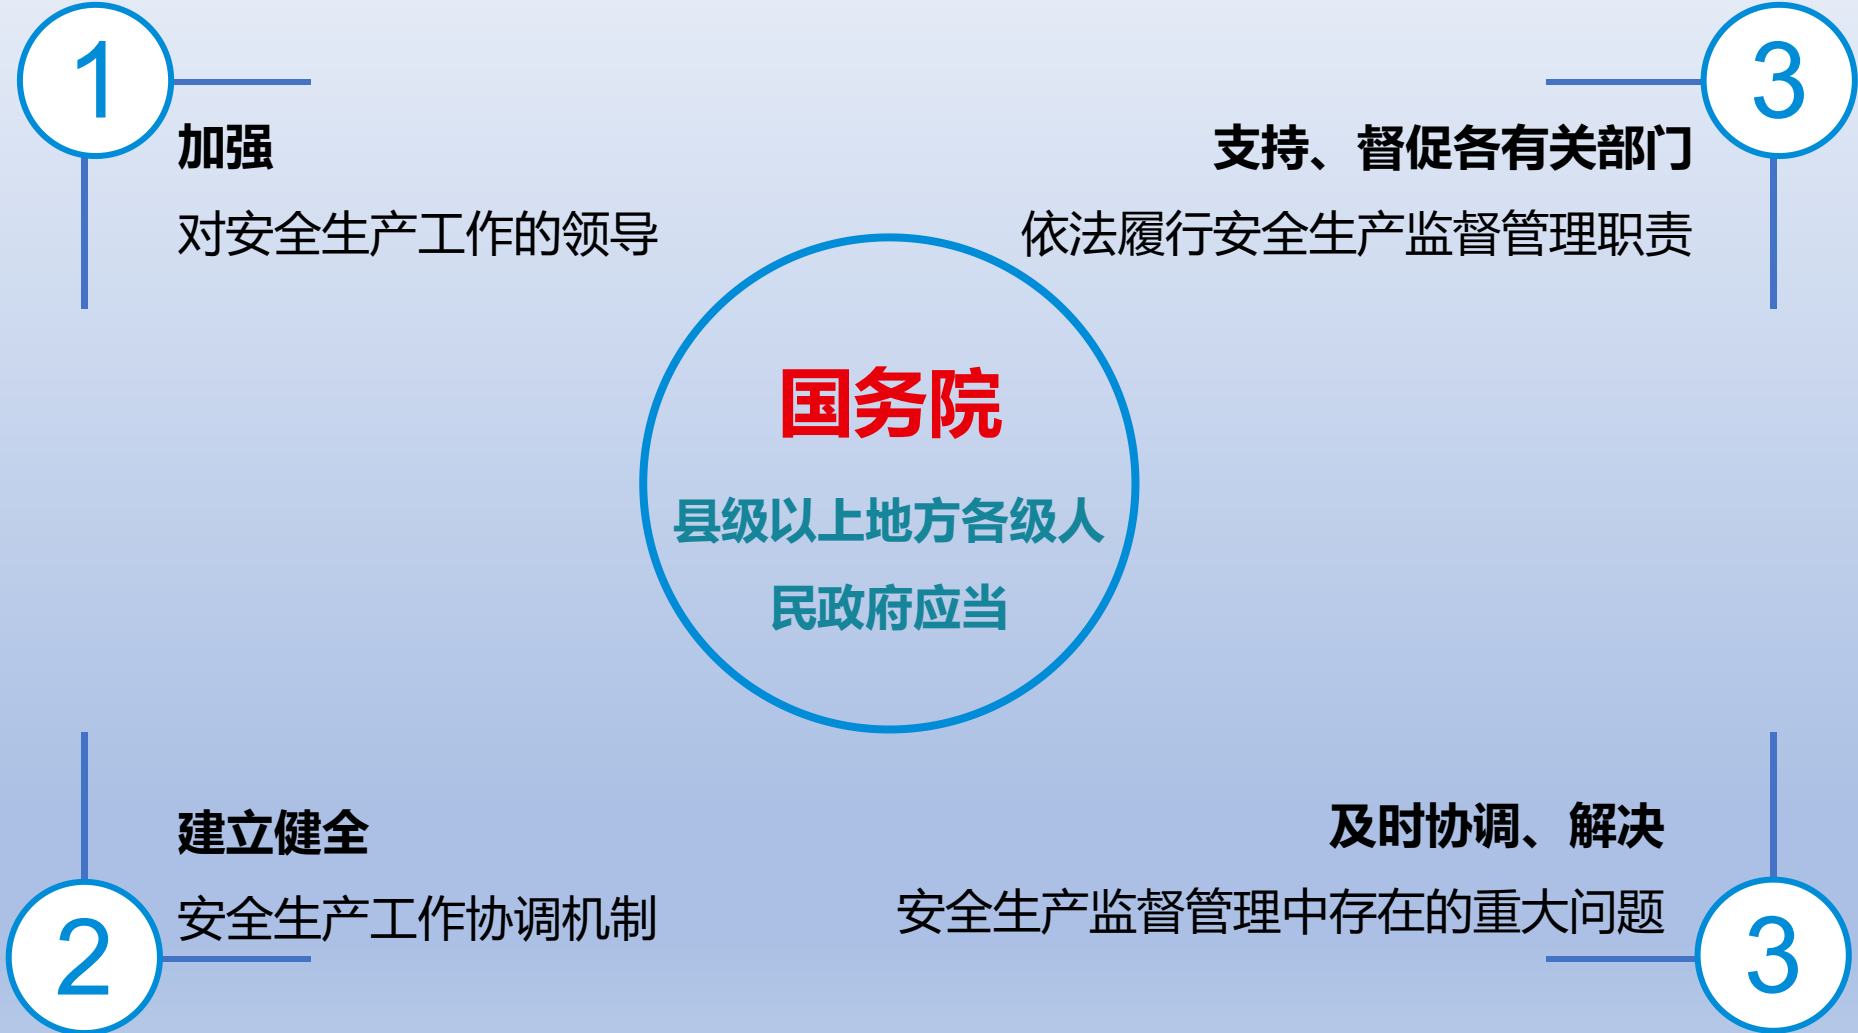 1
加强
对安全生产工作的领导
3
支持、督促各有关部门
依法履行安全生产监督管理职责
国务院
县级以上地方各级人
民政府应当
2
建立健全
安全生产工作协调机制
及时协调、解决
安全生产监督管理中存在的重大问题
3